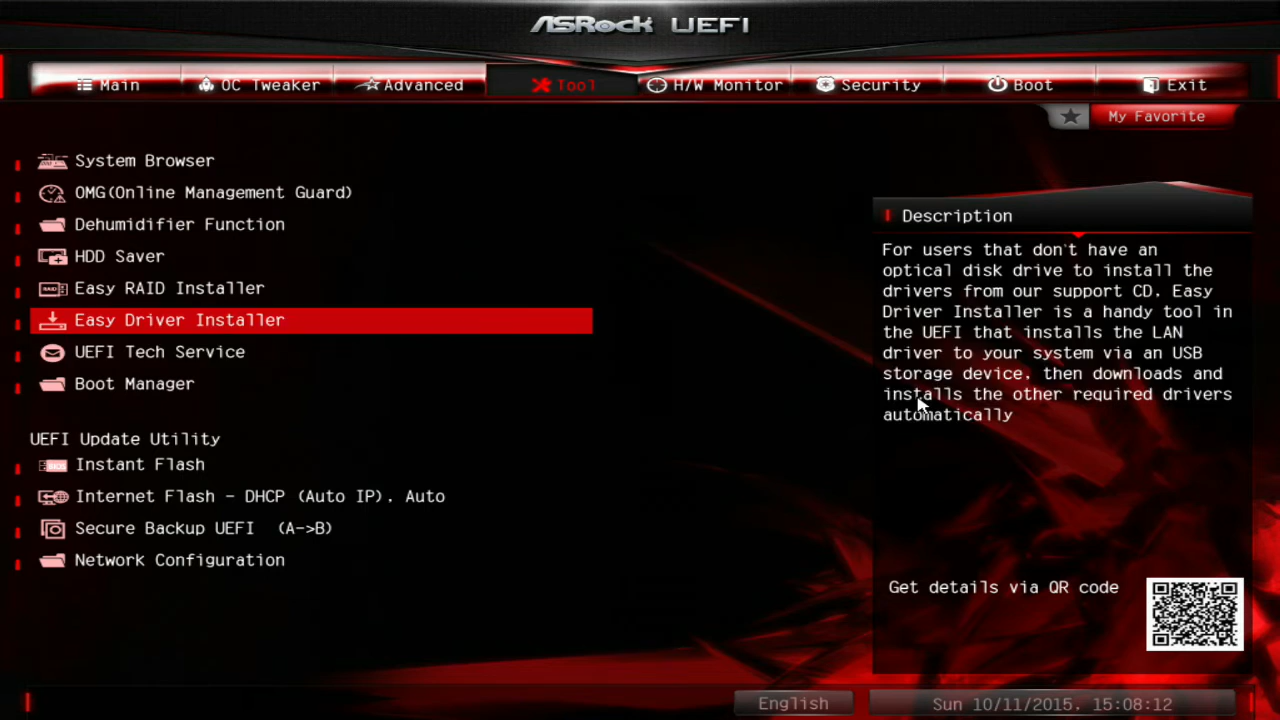 ASRock UEFI
Main OC Tweaker Advanced Tool H/W Monitor Security Boot Exit
My Favorite
System Browser
OMG(Online Management Guard)
Dehumidifier Function
HDD Saver
Easy RAID Installer
Easy Driver Installer
UEFI Tech Service
Boot Manager
UEFI Update Utility
Instant Flash
Internet Flash - DHCP (Auto IP). Auto
Secure Backup UEFI (A->B)
Network Configuration
Description
For users that don't have an
optical disk drive to install the
drivers from our support CD. Easy
Driver Installer is a handy tool in
the UEFI that installs the LAN
driver to your system via an USB
storage device. then downloads and
installs the other required drivers
automatically
Get details via QR code
English
Sun 10/11/2015. 15:08:12